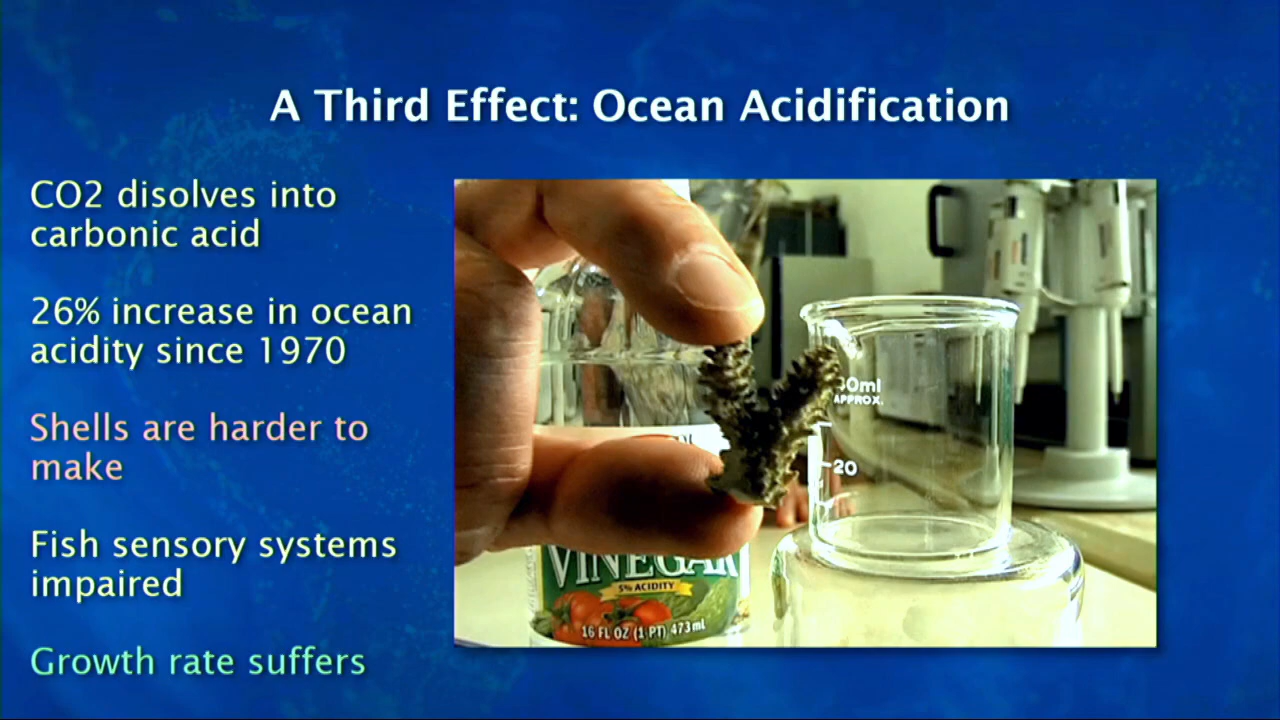 A Third Effect: Ocean Acidification
CO2 disolves into
carbonic acid
26% increase in ocean
acidity since 1970
Shells are harder to
make
Fish sensory systems
impaired
Growth rate suffers
APPROX.
20
VINEGAR
5% ACIDITY
16 FL OZ (1 PT) 473mL